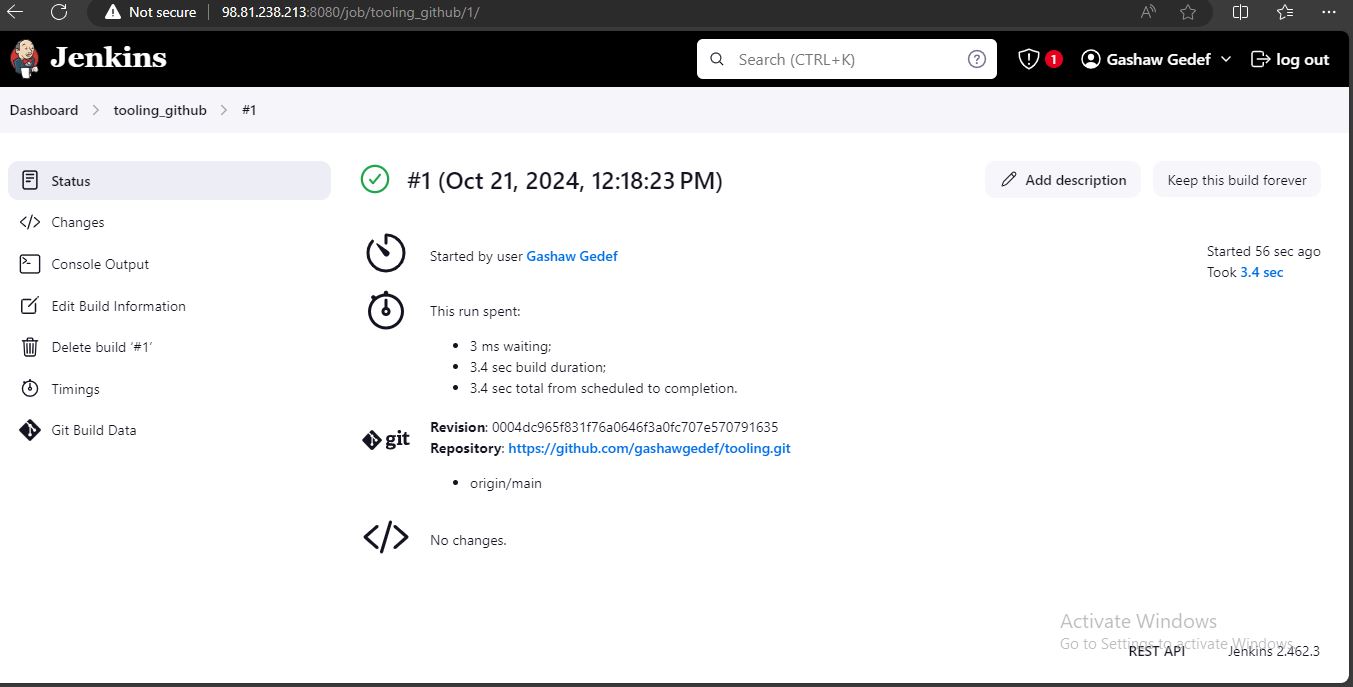 Not secure 98.81.238.213:8080/job/tooling_github/1/
Jenkins
Search (CTRL+K)
?
1
Gashaw Gedef
log out
Dashboard > tooling_github > #1
Status
Changes
Console Output
Edit Build Information
Delete build ‘#1’
Timings
Git Build Data
#1 (Oct 21, 2024, 12:18:23 PM)
Add description
Keep this build forever
Started by user Gashaw Gedef
Started 56 sec ago
Took 3.4 sec
This run spent:
• 3 ms waiting;
• 3.4 sec build duration;
• 3.4 sec total from scheduled to completion.
git
Revision: 0004dc965f831f76a0646f3a0fc707e570791635
Repository: https://github.com/gashawgedef/tooling.git
• origin/main
No changes.
Activate Windows
Go to Settings to activate Windows.
REST API
Jenkins 2.462.3